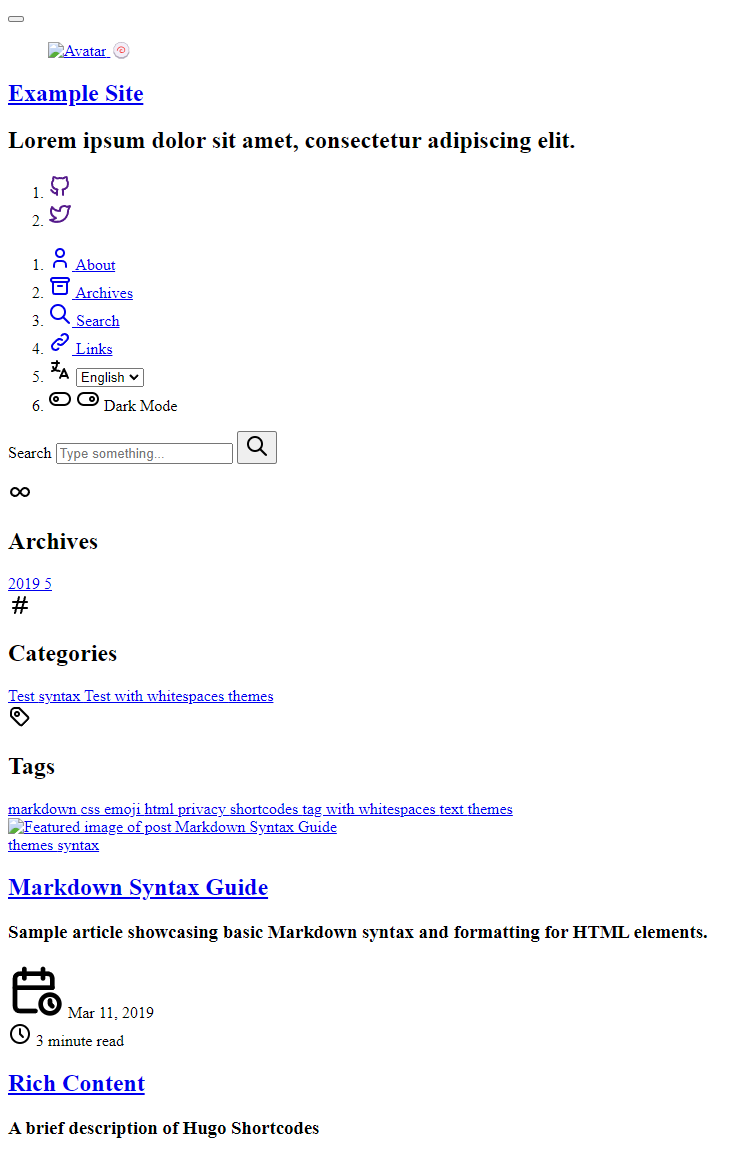 Avatar
Example Site
Lorem ipsum dolor sit amet, consectetur adipiscing elit.
1.
2.
1. About
2. Archives
3. Search
4. Links
5. English
6. Dark Mode
Search Type something...
Archives
2019 5
Categories
Test syntax Test with whitespaces themes
Tags
markdown css emoji html privacy shortcodes tag with whitespaces text themes
Featured image of post Markdown Syntax Guide
themes syntax
Markdown Syntax Guide
Sample article showcasing basic Markdown syntax and formatting for HTML elements.
Mar 11, 2019
3 minute read
Rich Content
A brief description of Hugo Shortcodes